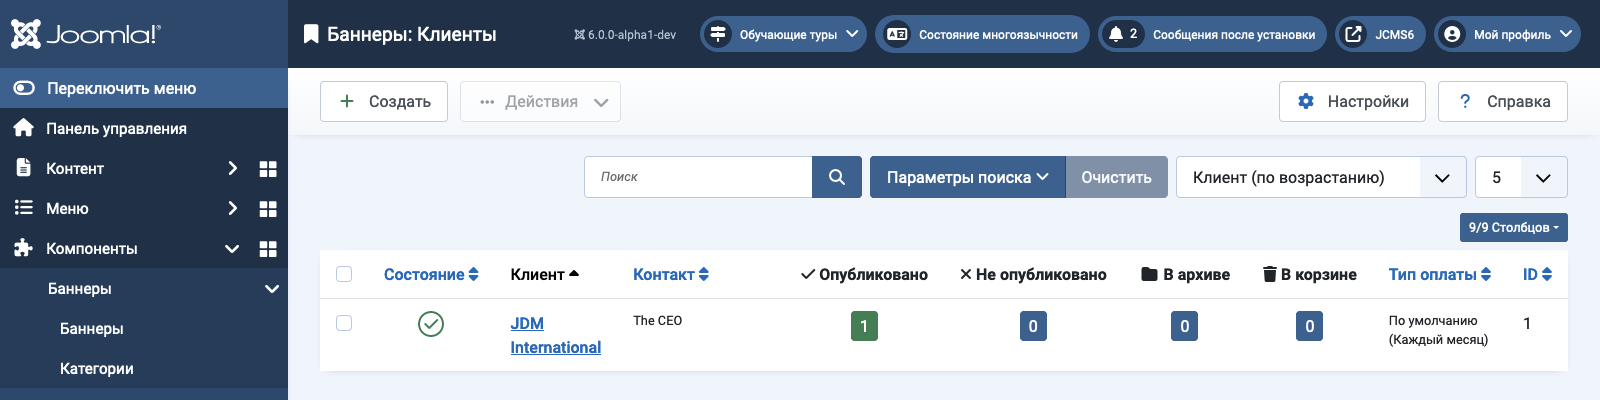 Joomla!®
Баннеры: Клиенты
6.0.0-alpha1-dev
Обучающие туры
Состояние многоязычности
2 Сообщения после установки
JCMS6
Мой профиль
Переключить меню
Панель управления
Контент
Меню
Компоненты
Баннеры
Баннеры
Категории
Создать
Действия
Настройки
? Справка
Поиск
Параметры поиска
Очистить
Клиент (по возрастанию)
5
9/9 Столбцов
Состояние Клиент Контакт Опубликовано Не опубликовано В архиве В корзине Тип оплаты ID
JDM International
The CEO
1
0
0
0
По умолчанию
(Каждый месяц)
1